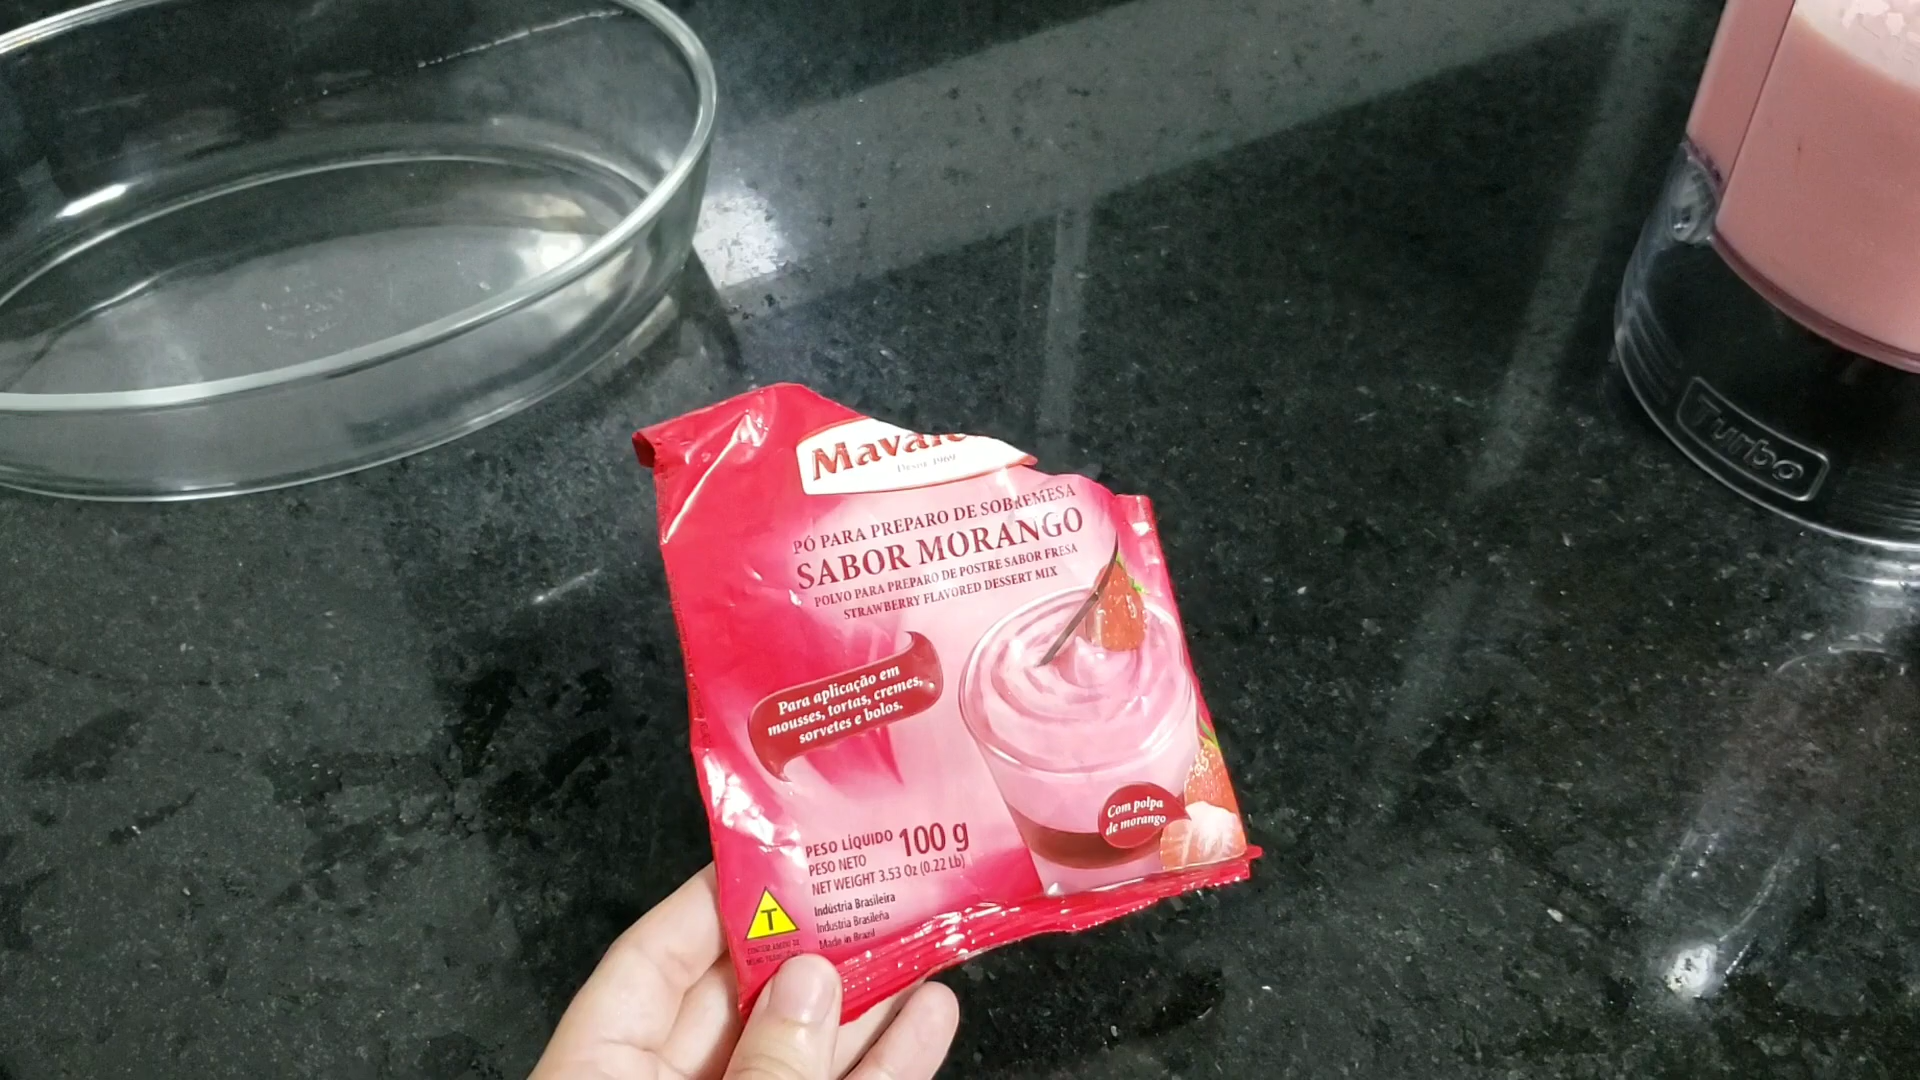 Desde 1969
PÓ PARA PREPARO DE SOBREMESA
SABOR MORANGO
POLVO PARA PREPARO DE POSTRE SABOR FRESA
STRAWBERRY FLAVORED DESSERT MIX
Para aplicação em
mousses, tortas, cremes,
sorvetes e bolos.
Com polpa
de morango
PESO LÍQUIDO 100 g
PESO NETO
NET WEIGHT 3.53 Oz (0.22 Lb)
T
Indústria Brasileira
Industria Brasileña
Made in Brazil
Turbo